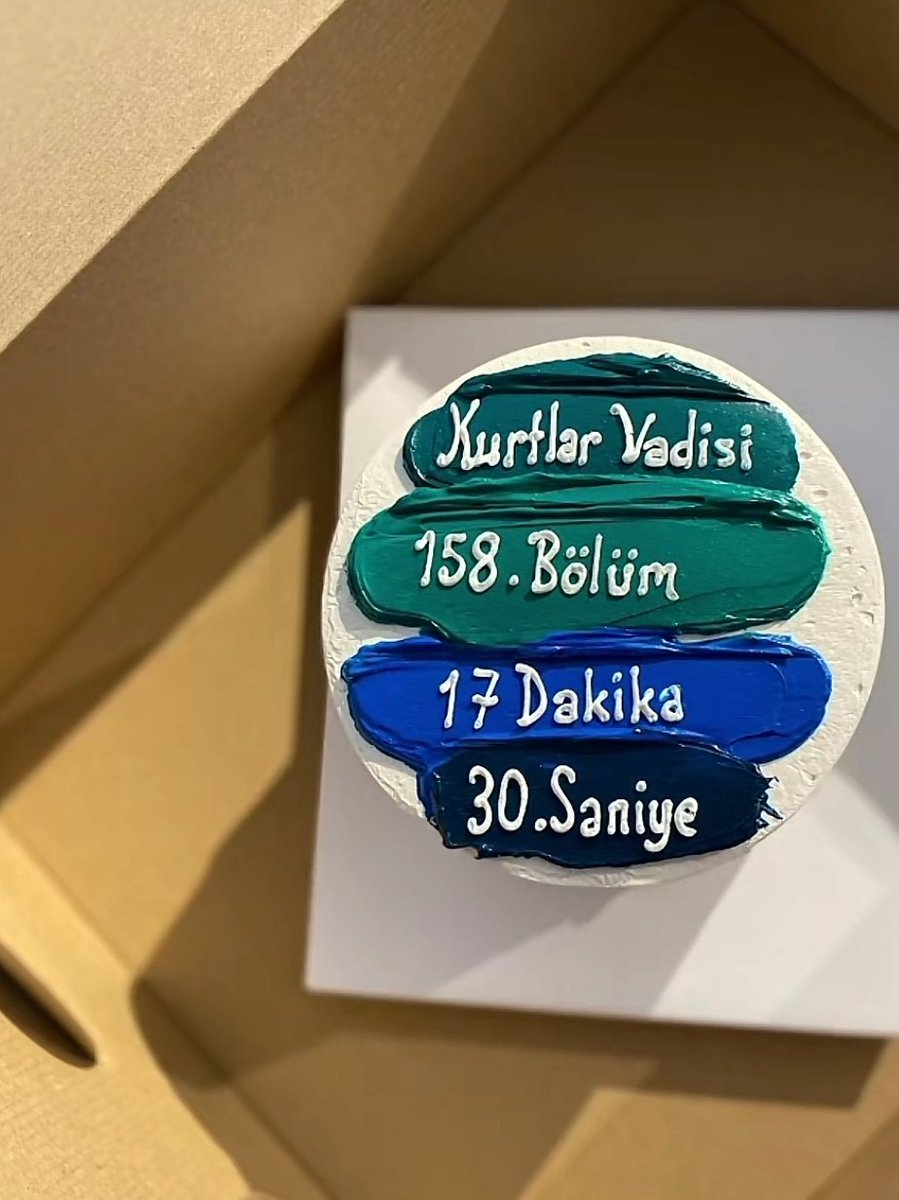 Kurtlar Vadisi
158.Bölüm
17 Dakika
30.Saniye